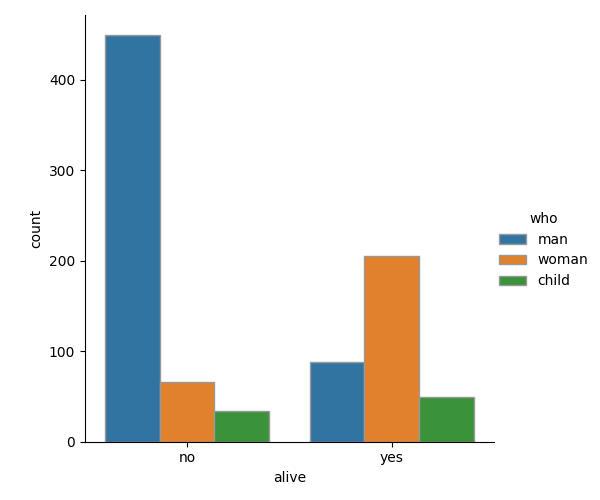 400
300
200
100
0
count
no yes
alive
who
man
woman
child